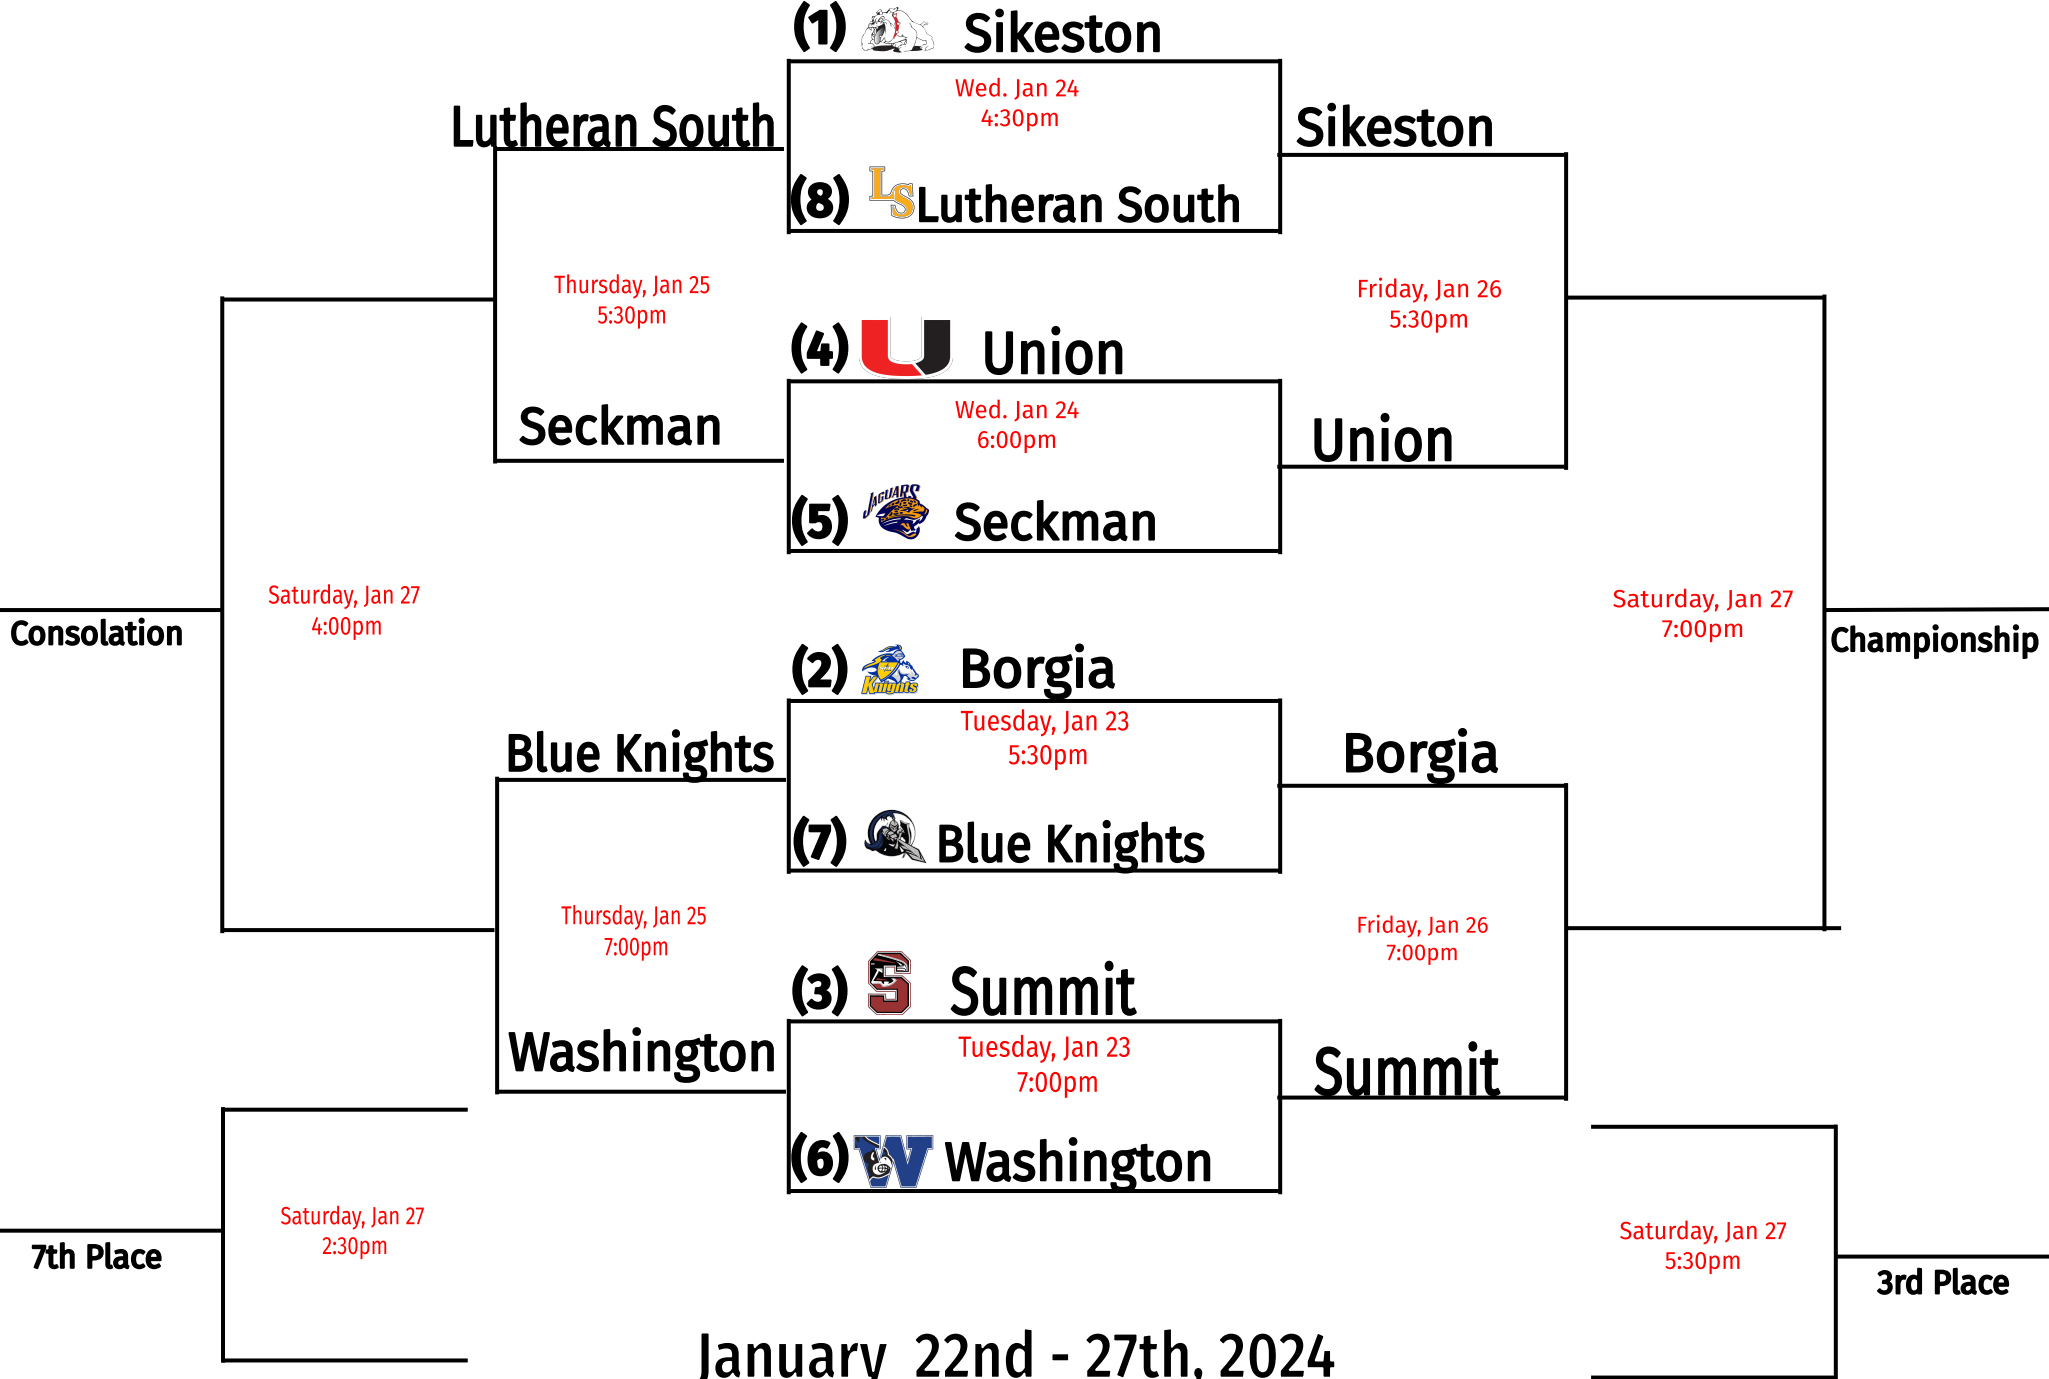 (1) Sikeston
Wed. Jan 24
4:30pm
Lutheran South
Sikeston
(8) LS Lutheran South
Thursday, Jan 25
5:30pm
Friday, Jan 26
5:30pm
(4) U Union
Wed. Jan 24
6:00pm
Seckman
Union
JAGUARS
(5) Seckman
Saturday, Jan 27
4:00pm
Consolation
Saturday, Jan 27
7:00pm
Championship
(2) Knights Borgia
Tuesday, Jan 23
5:30pm
Blue Knights
Borgia
(7) Blue Knights
Thursday, Jan 25
7:00pm
Friday, Jan 26
7:00pm
(3) S Summit
Tuesday, Jan 23
7:00pm
Washington
Summit
(6) W Washington
Saturday, Jan 27
2:30pm
7th Place
Saturday, Jan 27
5:30pm
3rd Place
January 22nd - 27th, 2024